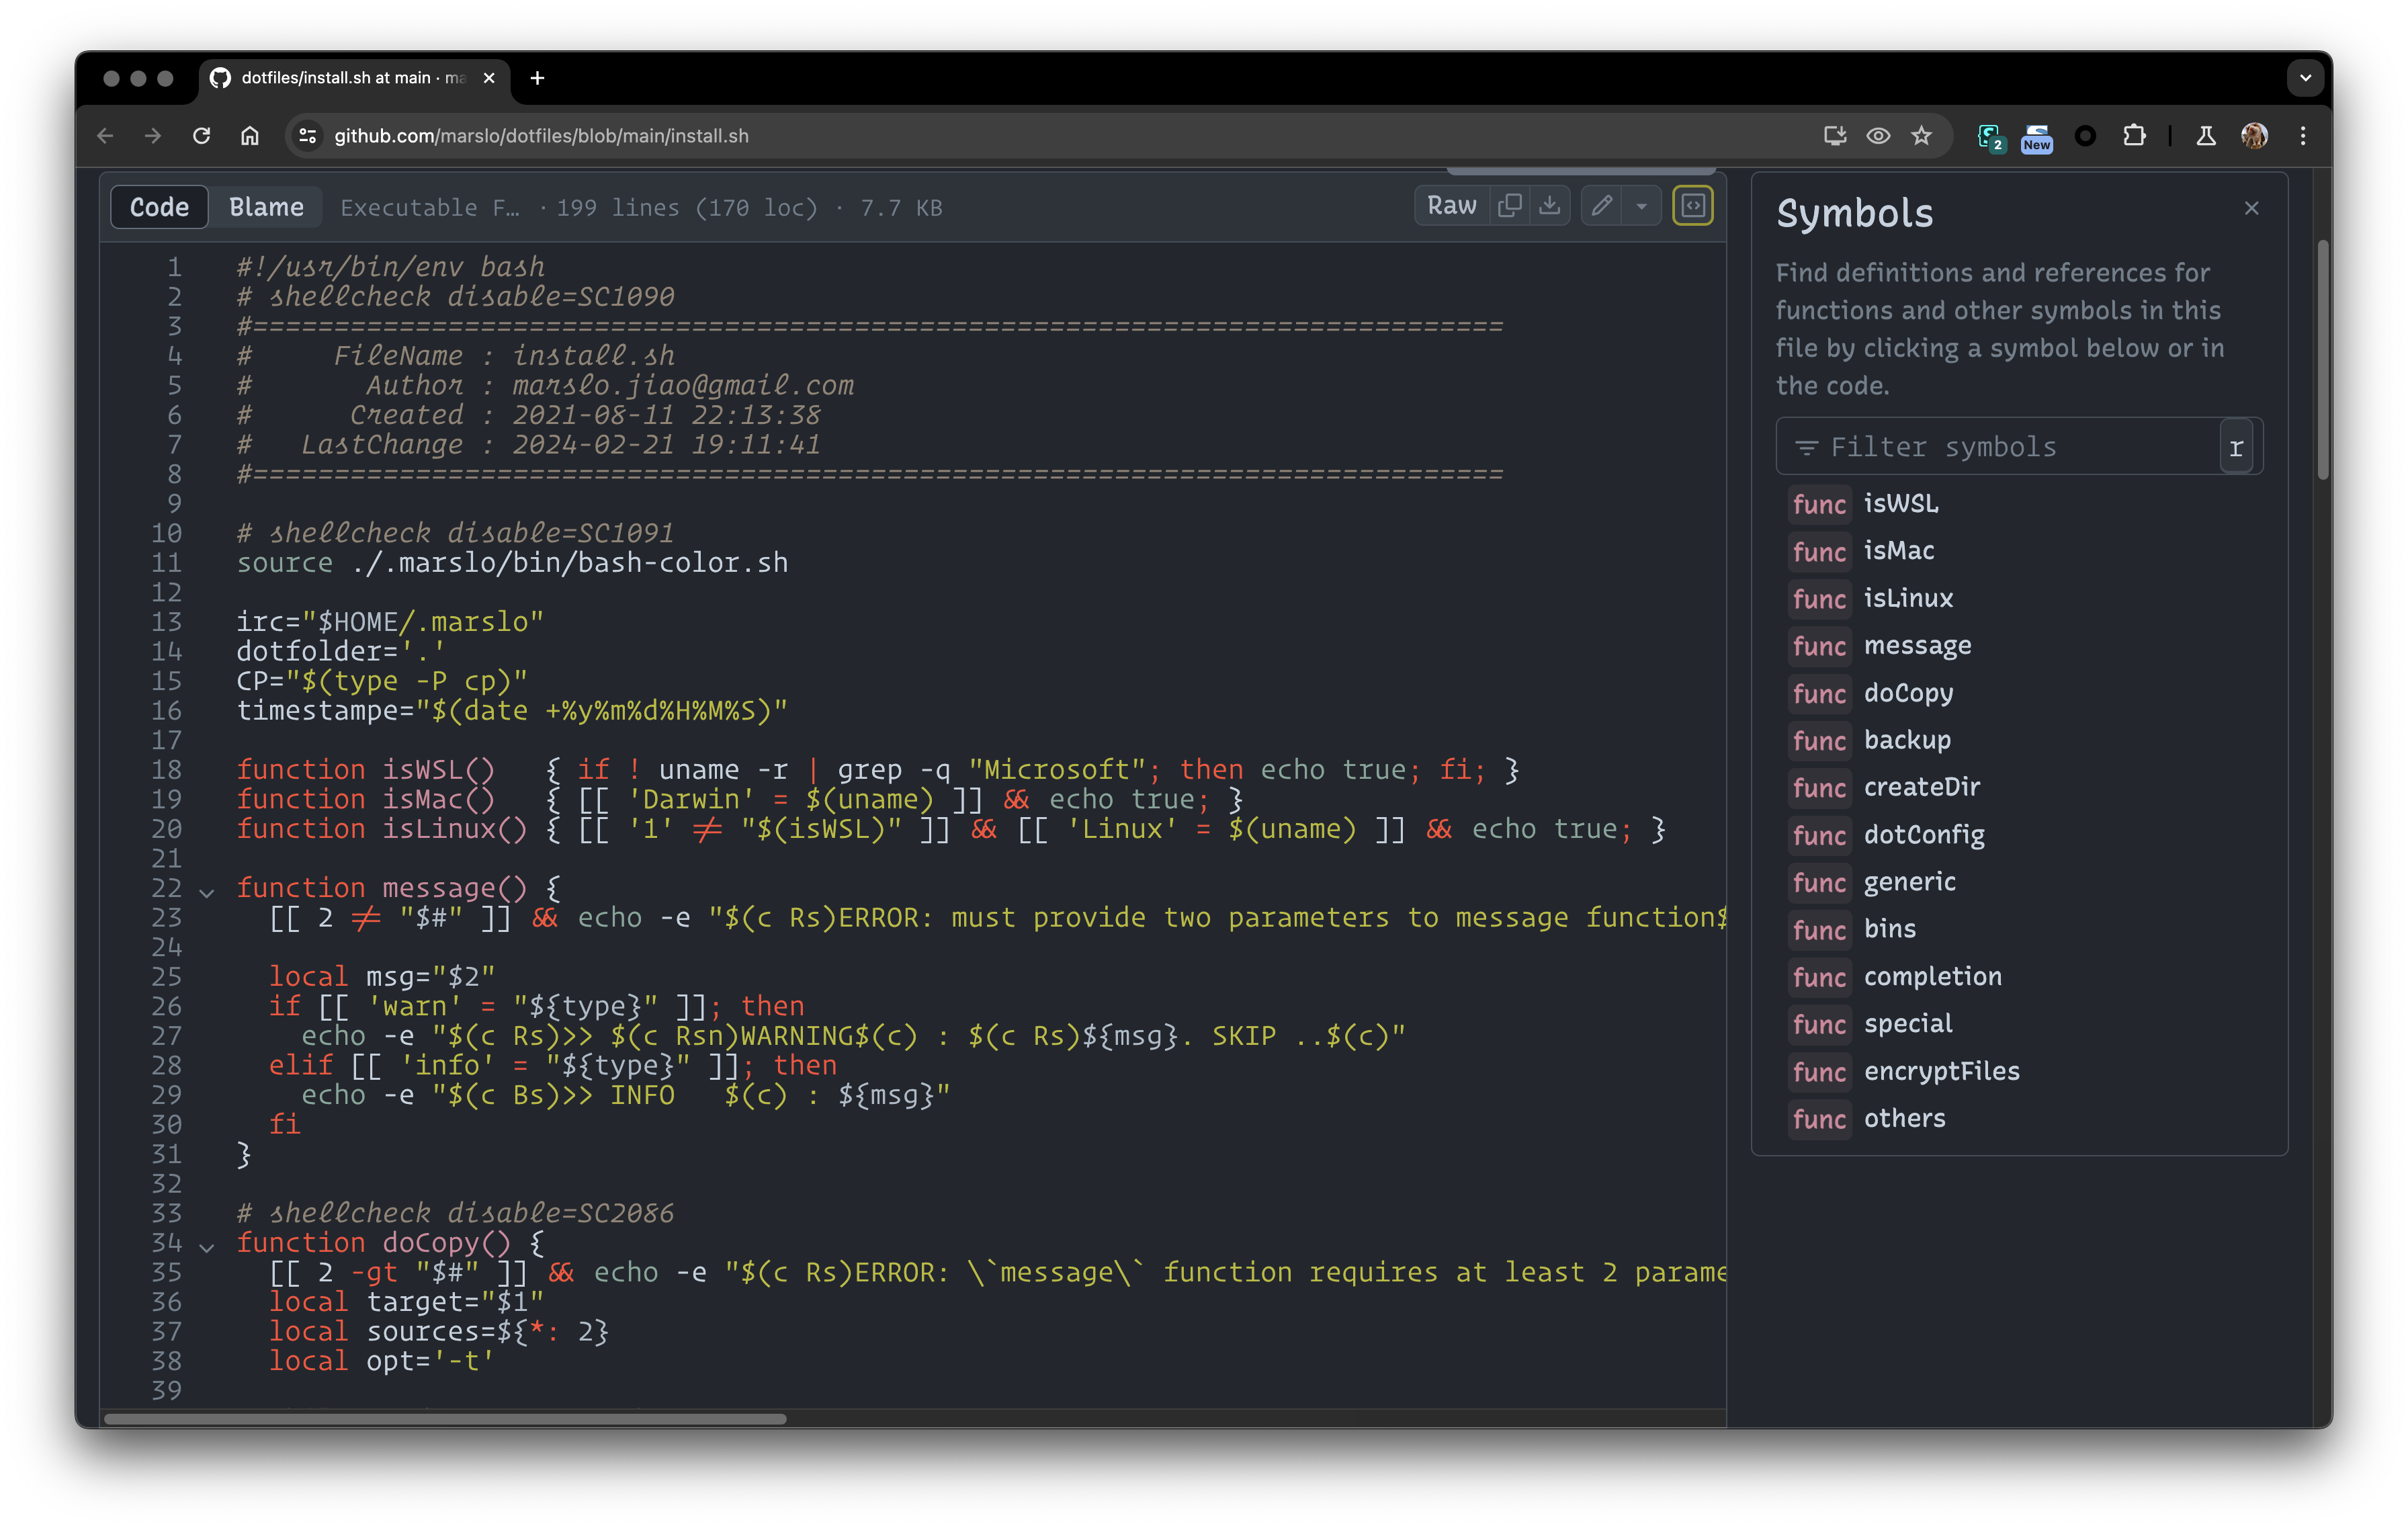 dotfiles/install.sh at main · ma
github.com/marslo/dotfiles/blob/main/install.sh
2
New
Code Blame Executable F… · 199 lines (170 loc) · 7.7 KB
Raw
1 #!/usr/bin/env bash
2 # shellcheck disable=SC1090
3 #=============================================================================
4 #     FileName : install.sh
5 #       Author : marslo.jiao@gmail.com
6 #      Created : 2021-08-11 22:13:38
7 #   LastChange : 2024-02-21 19:11:41
8 #=============================================================================
9
10 # shellcheck disable=SC1091
11 source ./.marslo/bin/bash-color.sh
12
13 irc="$HOME/.marslo"
14 dotfolder='.'
15 CP="$(type -P cp)"
16 timestampe="$(date +%y%m%d%H%M%S)"
17
18 function isWSL()   { if ! uname -r | grep -q "Microsoft"; then echo true; fi; }
19 function isMac()   { [[ 'Darwin' = $(uname) ]] && echo true; }
20 function isLinux() { [[ '1' != "$(isWSL)" ]] && [[ 'Linux' = $(uname) ]] && echo true; }
21
22 function message() {
23   [[ 2 != "$#" ]] && echo -e "$(c Rs)ERROR: must provide two parameters to message function$
24
25   local msg="$2"
26   if [[ 'warn' = "${type}" ]]; then
27     echo -e "$(c Rs)>> $(c Rsn)WARNING$(c) : $(c Rs)${msg}. SKIP ..$(c)"
28   elif [[ 'info' = "${type}" ]]; then
29     echo -e "$(c Bs)>> INFO   $(c) : ${msg}"
30   fi
31 }
32
33 # shellcheck disable=SC2086
34 function doCopy() {
35   [[ 2 -gt "$#" ]] && echo -e "$(c Rs)ERROR: \`message\` function requires at least 2 parame
36   local target="$1"
37   local sources=${*: 2}
38   local opt='-t'
39
Symbols
Find definitions and references for
functions and other symbols in this
file by clicking a symbol below or in
the code.
Filter symbols r
func isWSL
func isMac
func isLinux
func message
func doCopy
func backup
func createDir
func dotConfig
func generic
func bins
func completion
func special
func encryptFiles
func others